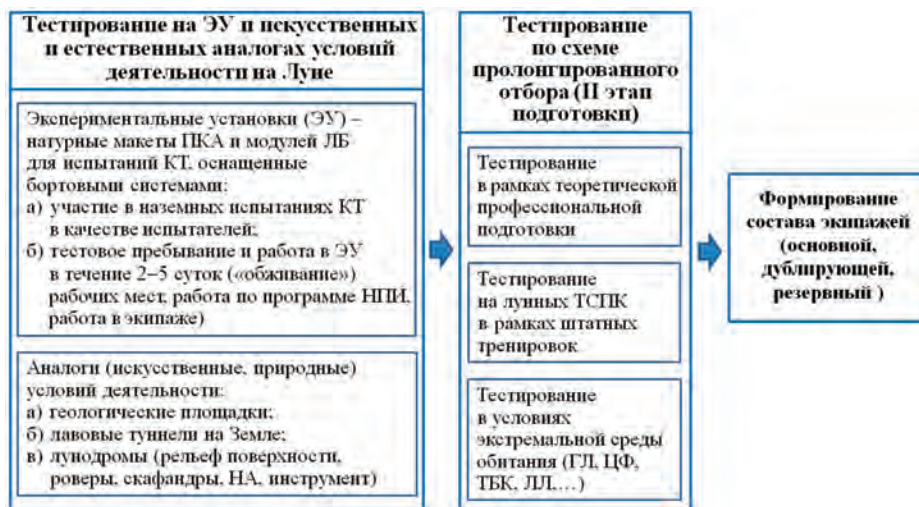 Тестирование на ЭУ и искусственных
и естественных аналогах условий
деятельности на Луне
Экспериментальные установки (ЭУ) –
натурные макеты ПКА и модулей ЛБ
для испытаний КТ, оснащенные
бортовыми системами:
а) участие в наземных испытаниях КТ
в качестве испытателей;
б) тестовое пребывание и работа в ЭУ
в течение 2–5 суток («обживание»)
рабочих мест, работа по программе НПИ,
работа в экипаже)
Аналоги (искусственные, природные)
условий деятельности:
а) геологические площадки;
б) лавовые туннели на Земле;
в) лунодромы (рельеф поверхности,
роверы, скафандры, НА, инструмент)
Тестирование
по схеме
пролонгированного
отбора (II этап
подготовки)
Тестирование
в рамках теоретической
профессиональной
подготовки
Тестирование
на лунных ТСПК
в рамках штатных
тренировок
Тестирование
в условиях
экстремальной среды
обитания (ГЛ, ЦФ,
ТБК, ЛЛ,…)
Формирование
состава экипажей
(основной,
дублирующей,
резервный )